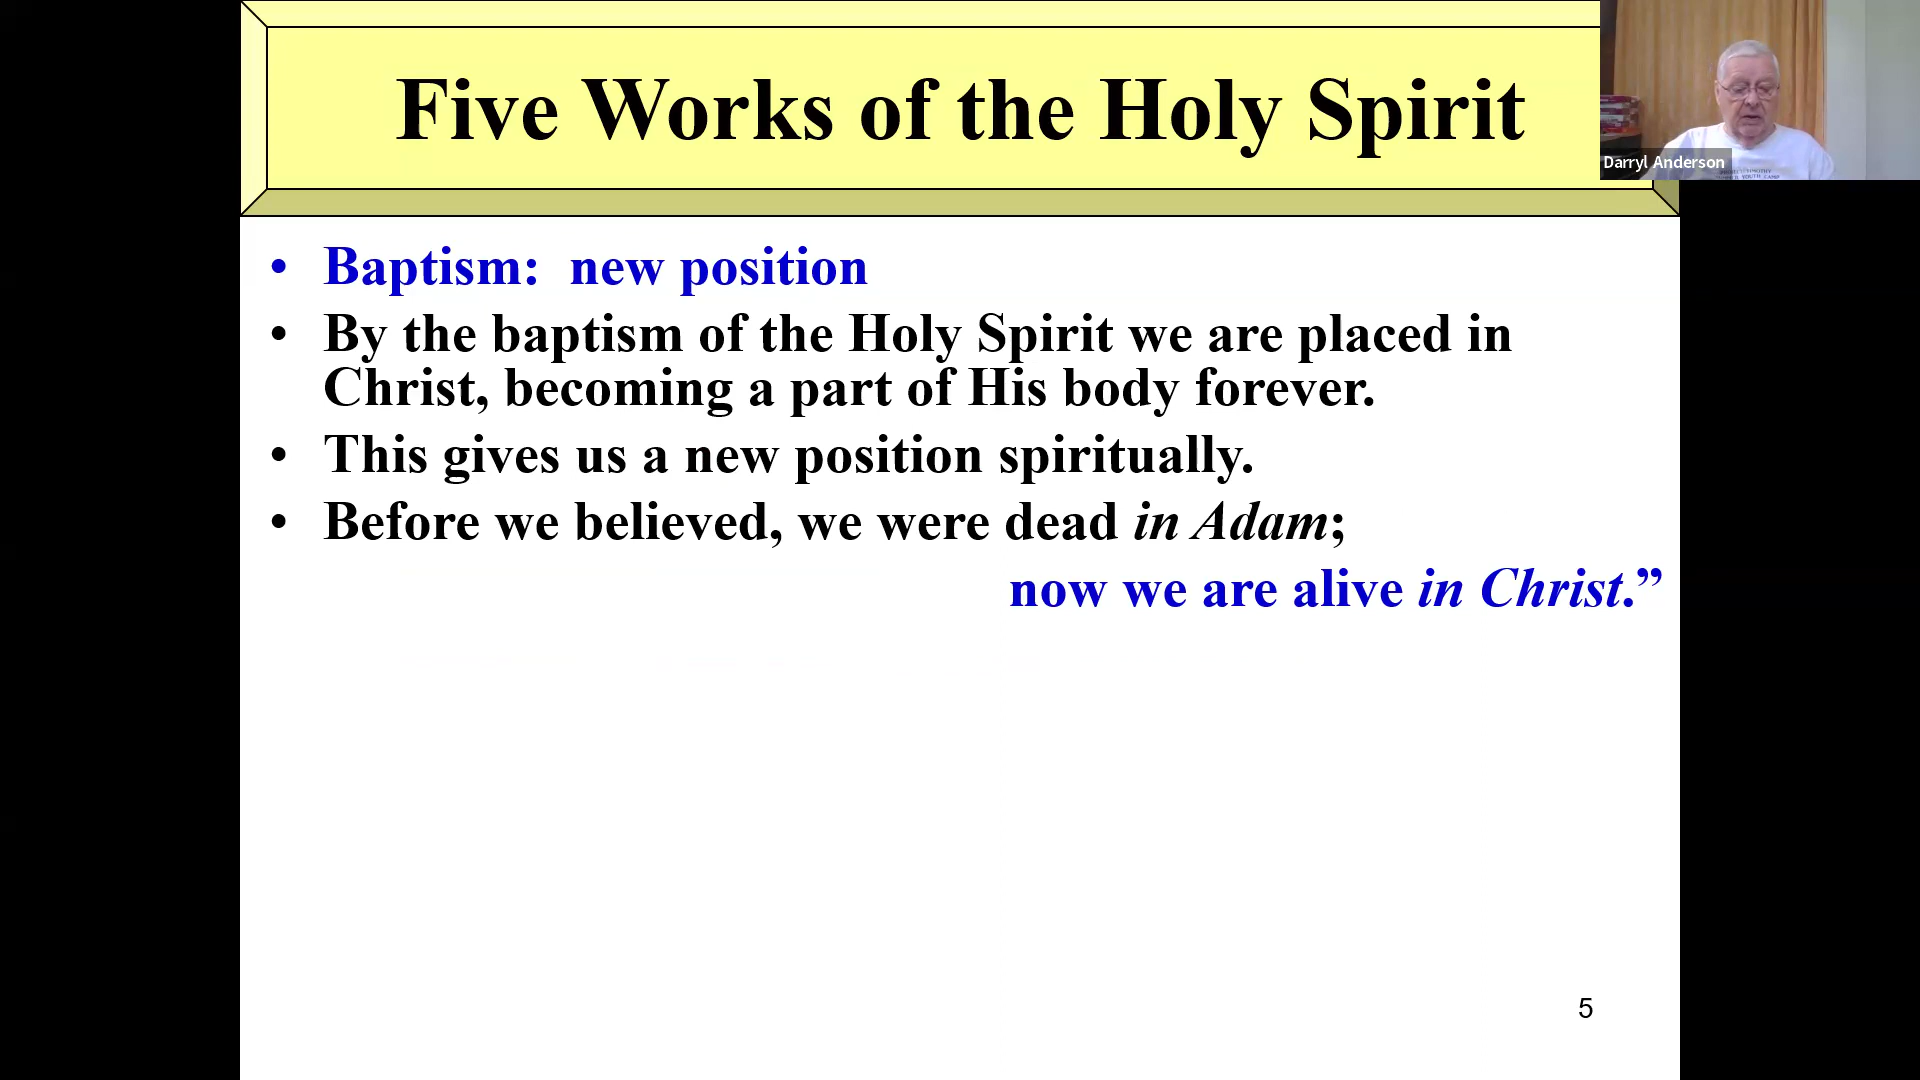 Five Works of the Holy Spirit
Darryl Anderson
• Baptism:  new position
• By the baptism of the Holy Spirit we are placed in
Christ, becoming a part of His body forever.
• This gives us a new position spiritually.
• Before we believed, we were dead in Adam;
now we are alive in Christ.”
5